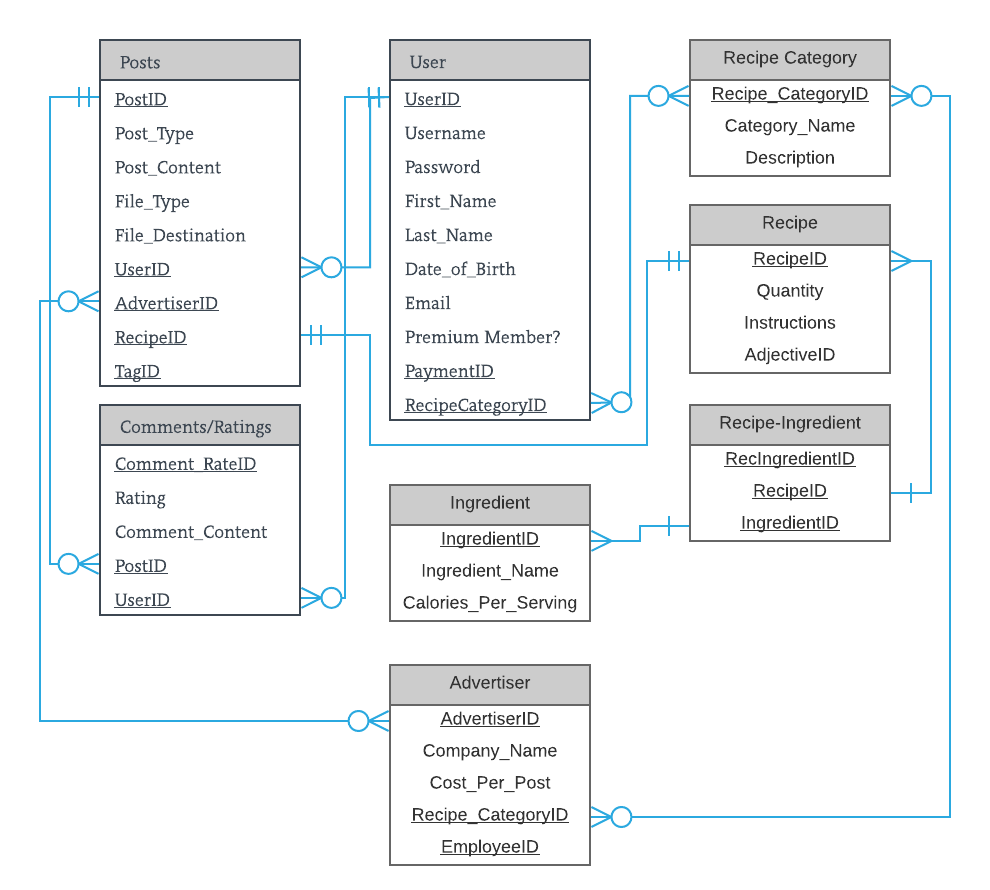 Posts
PostID
Post_Type
Post_Content
File_Type
File_Destination
UserID
AdvertiserID
RecipeID
TagID
User
UserID
Username
Password
First_Name
Last_Name
Date_of_Birth
Email
Premium Member?
PaymentID
RecipeCategoryID
Recipe Category
Recipe_CategoryID
Category_Name
Description
Recipe
RecipeID
Quantity
Instructions
AdjectiveID
Comments/Ratings
Comment_RateID
Rating
Comment_Content
PostID
UserID
Ingredient
IngredientID
Ingredient_Name
Calories_Per_Serving
Recipe-Ingredient
RecIngredientID
RecipeID
IngredientID
Advertiser
AdvertiserID
Company_Name
Cost_Per_Post
Recipe_CategoryID
EmployeeID